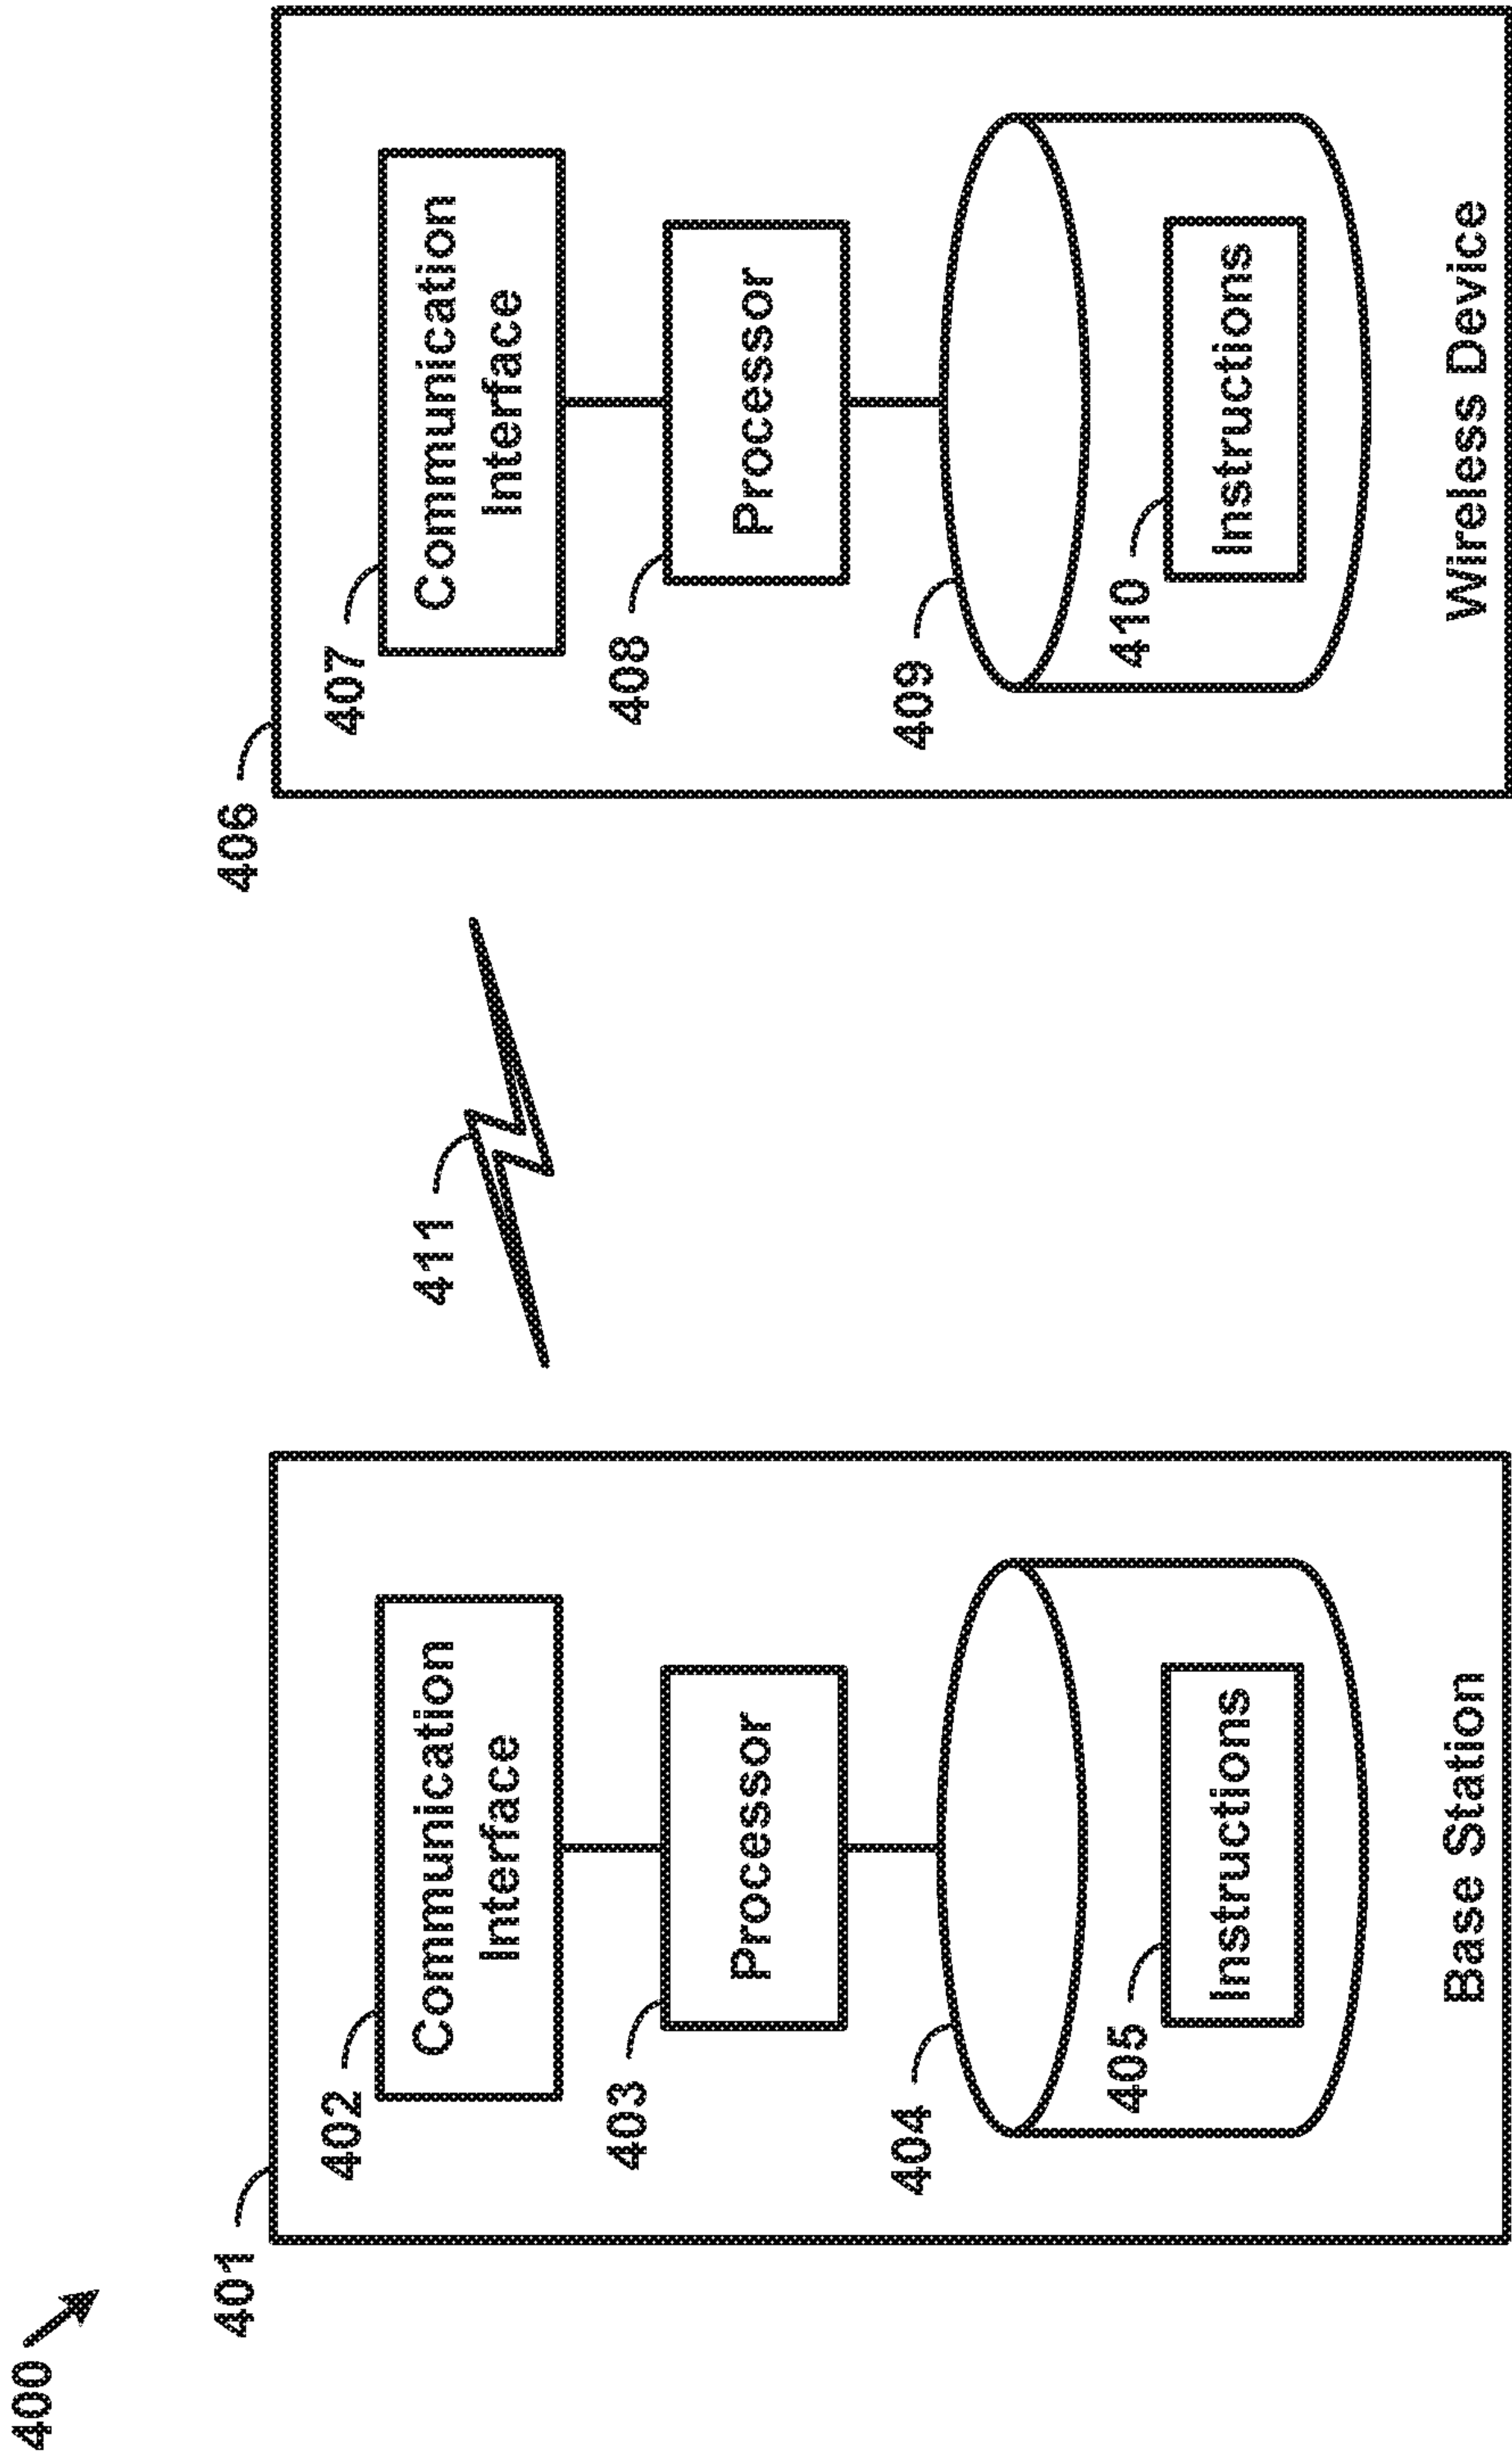 400
401
402
Communication
Interface
403
Processor
404
405
Instructions
Base Station
411
406
407
Communication
Interface
408
Processor
409
410
Instructions
Wireless Device